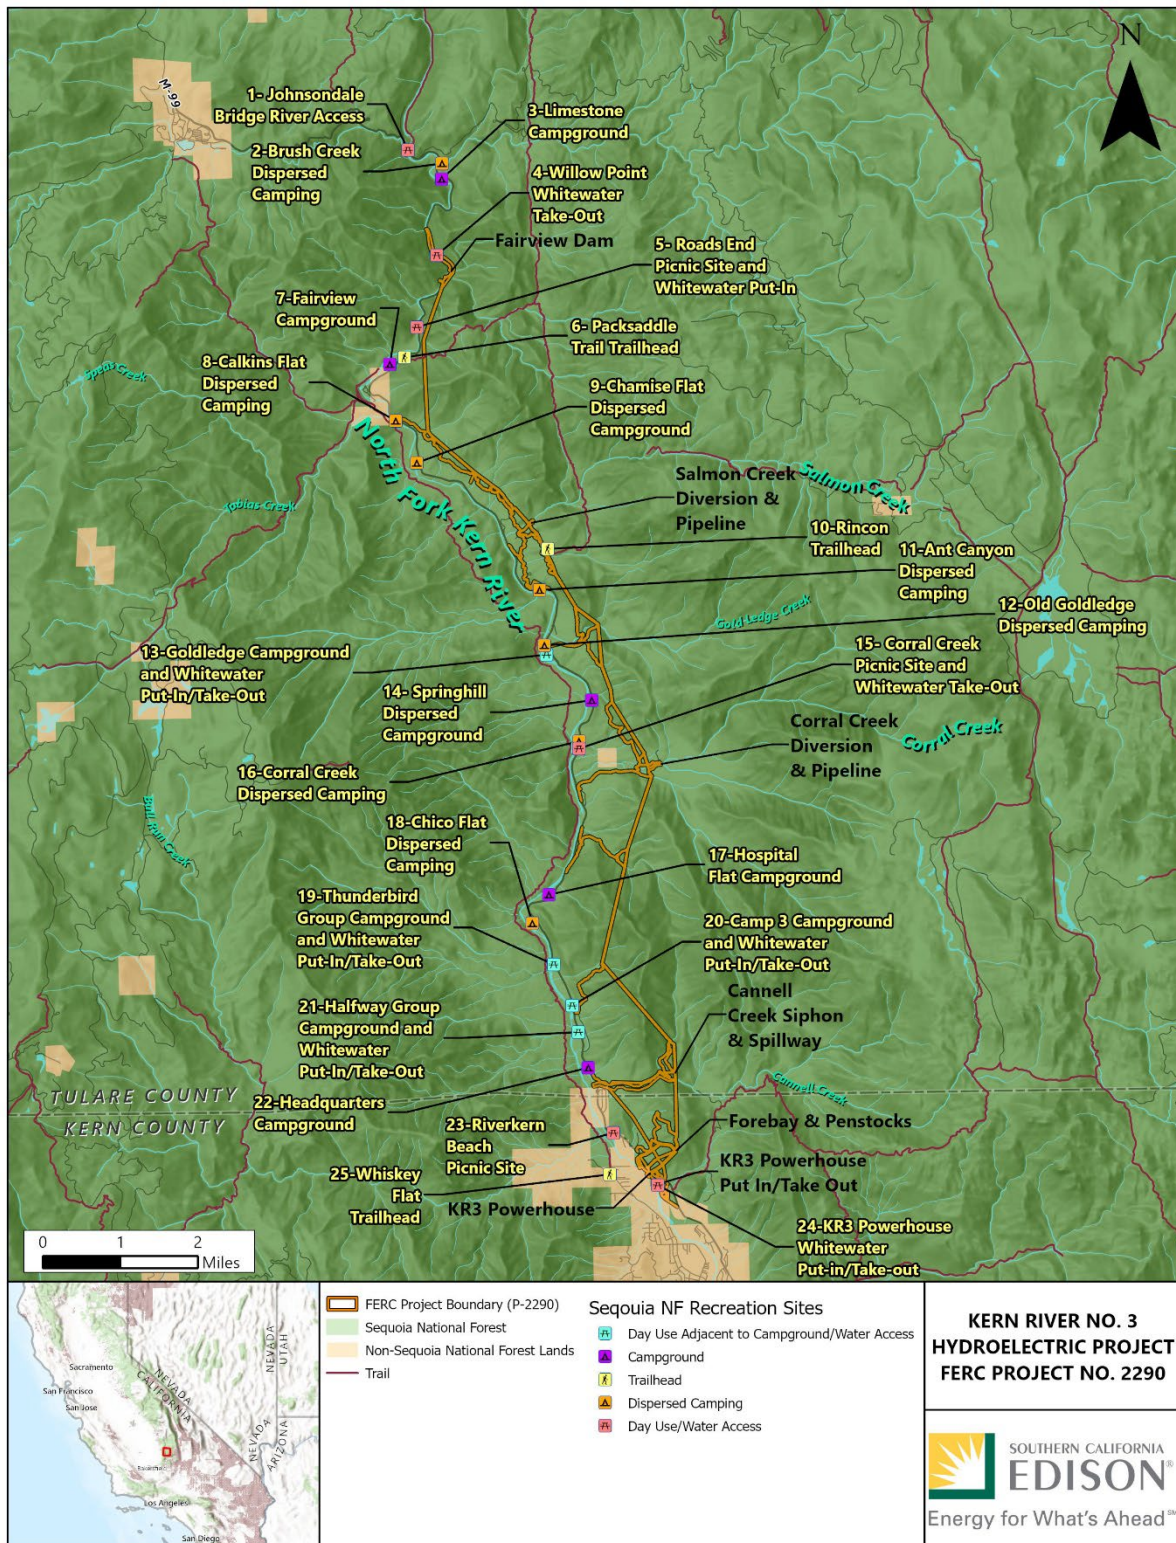 N
M-99
1- Johnsondale
Bridge River Access
3-Limestone
Campground
2-Brush Creek
Dispersed
Camping
4-Willow Point
Whitewater
Take-Out
Fairview Dam
5- Roads End
Picnic Site and
Whitewater Put-In
7-Fairview
Campground
6- Packsaddle
Trail Trailhead
8-Calkins Flat
Dispersed
Camping
Speas Creek
9-Chamise Flat
Dispersed
Campground
North Fork Kern River
Salmon Creek
Diversion &
Pipeline
Salmon Creek
Tobias Creek
10-Rincon
Trailhead
11-Ant Canyon
Dispersed
Camping
12-Old Goldledge
Dispersed Camping
Gold Ledge Creek
13-Goldledge Campground
and Whitewater
Put-In/Take-Out
15- Corral Creek
Picnic Site and
Whitewater Take-Out
14- Springhill
Dispersed
Campground
Corral Creek
Diversion
& Pipeline
Corral Creek
16-Corral Creek
Dispersed Camping
Bull Run Creek
18-Chico Flat
Dispersed
Camping
17-Hospital
Flat Campground
19-Thunderbird
Group Campground
and Whitewater
Put-In/Take-Out
20-Camp 3 Campground
and Whitewater
Put-In/Take-Out
Cannell
Creek Siphon
& Spillway
21-Halfway Group
Campground and
Whitewater
Put-In/Take-Out
Cannell Creek
TULARE COUNTY
KERN COUNTY
22-Headquarters
Campground
23-Riverkern
Beach
Picnic Site
Forebay & Penstocks
25-Whiskey
Flat
Trailhead
KR3 Powerhouse
KR3 Powerhouse
Put In/Take Out
24-KR3 Powerhouse
Whitewater
Put-in/Take-out
0 1 2
Miles
NEVADA
UTAH
NEVADA
CALIFORNIA
Sacramento
San Francisco
San Jose
NEVADA
ARIZONA
Bakersfield
Los Angeles
San Diego
FERC Project Boundary (P-2290)
Sequoia National Forest
Non-Sequoia National Forest Lands
Trail
Seqouia NF Recreation Sites
Day Use Adjacent to Campground/Water Access
Campground
Trailhead
Dispersed Camping
Day Use/Water Access
KERN RIVER NO. 3
HYDROELECTRIC PROJECT
FERC PROJECT NO. 2290
SOUTHERN CALIFORNIA
EDISON®
Energy for What's Ahead℠